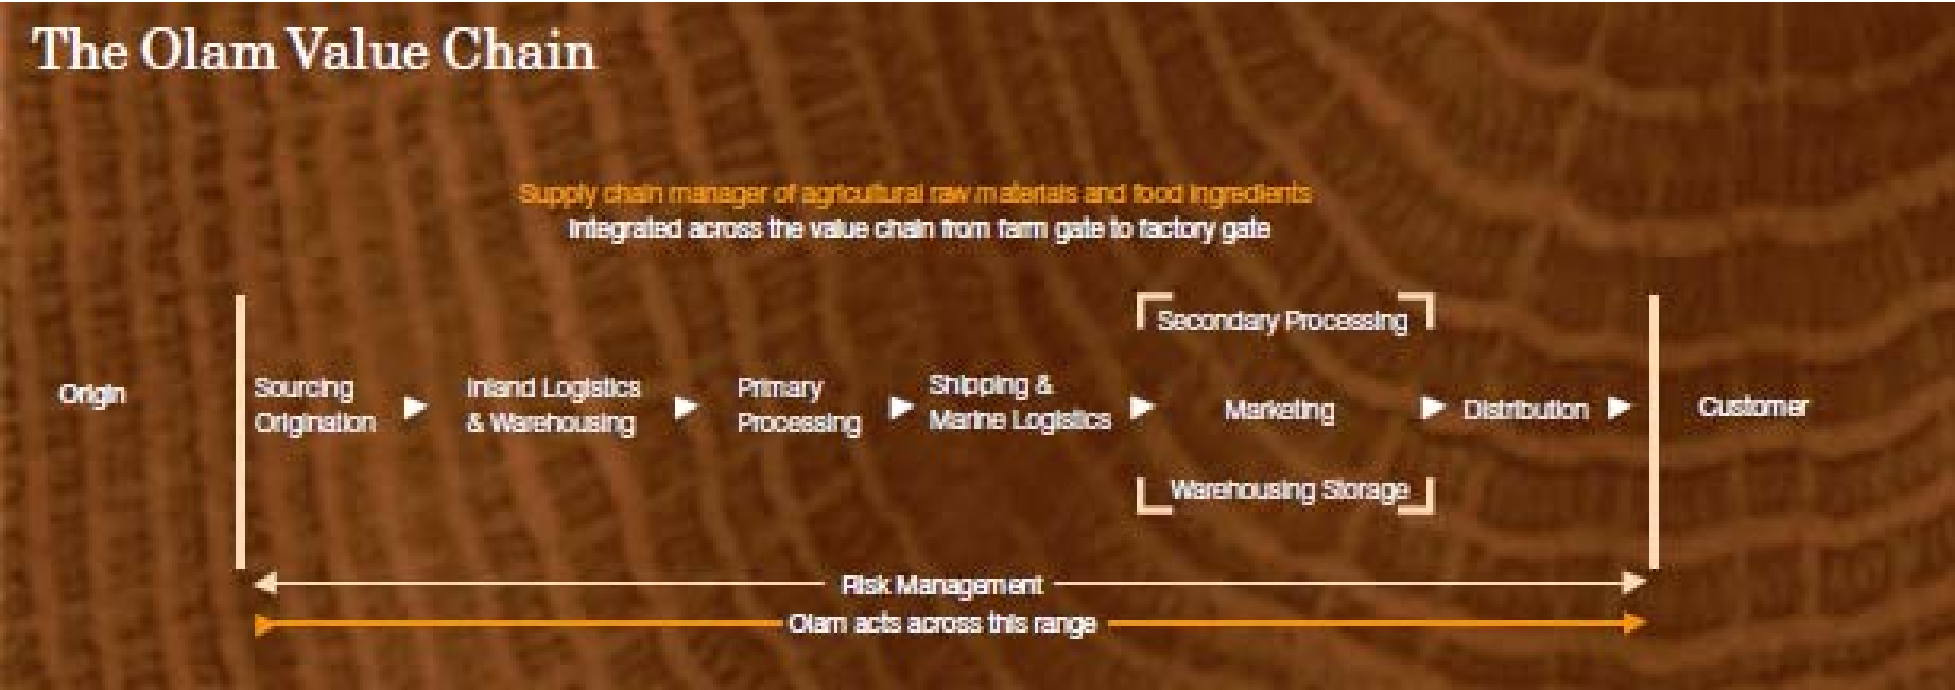 The Olam Value Chain
Supply chain manager of agricultural raw materials and food ingredients
Integrated across the value chain from farm gate to factory gate
Origin
Sourcing
Origination
Inland Logistics
& Warehousing
Primary
Processing
Shipping &
Marine Logistics
Secondary Processing
Marketing
Warehousing Storage
Distribution
Customer
Risk Management
Olam acts across this range